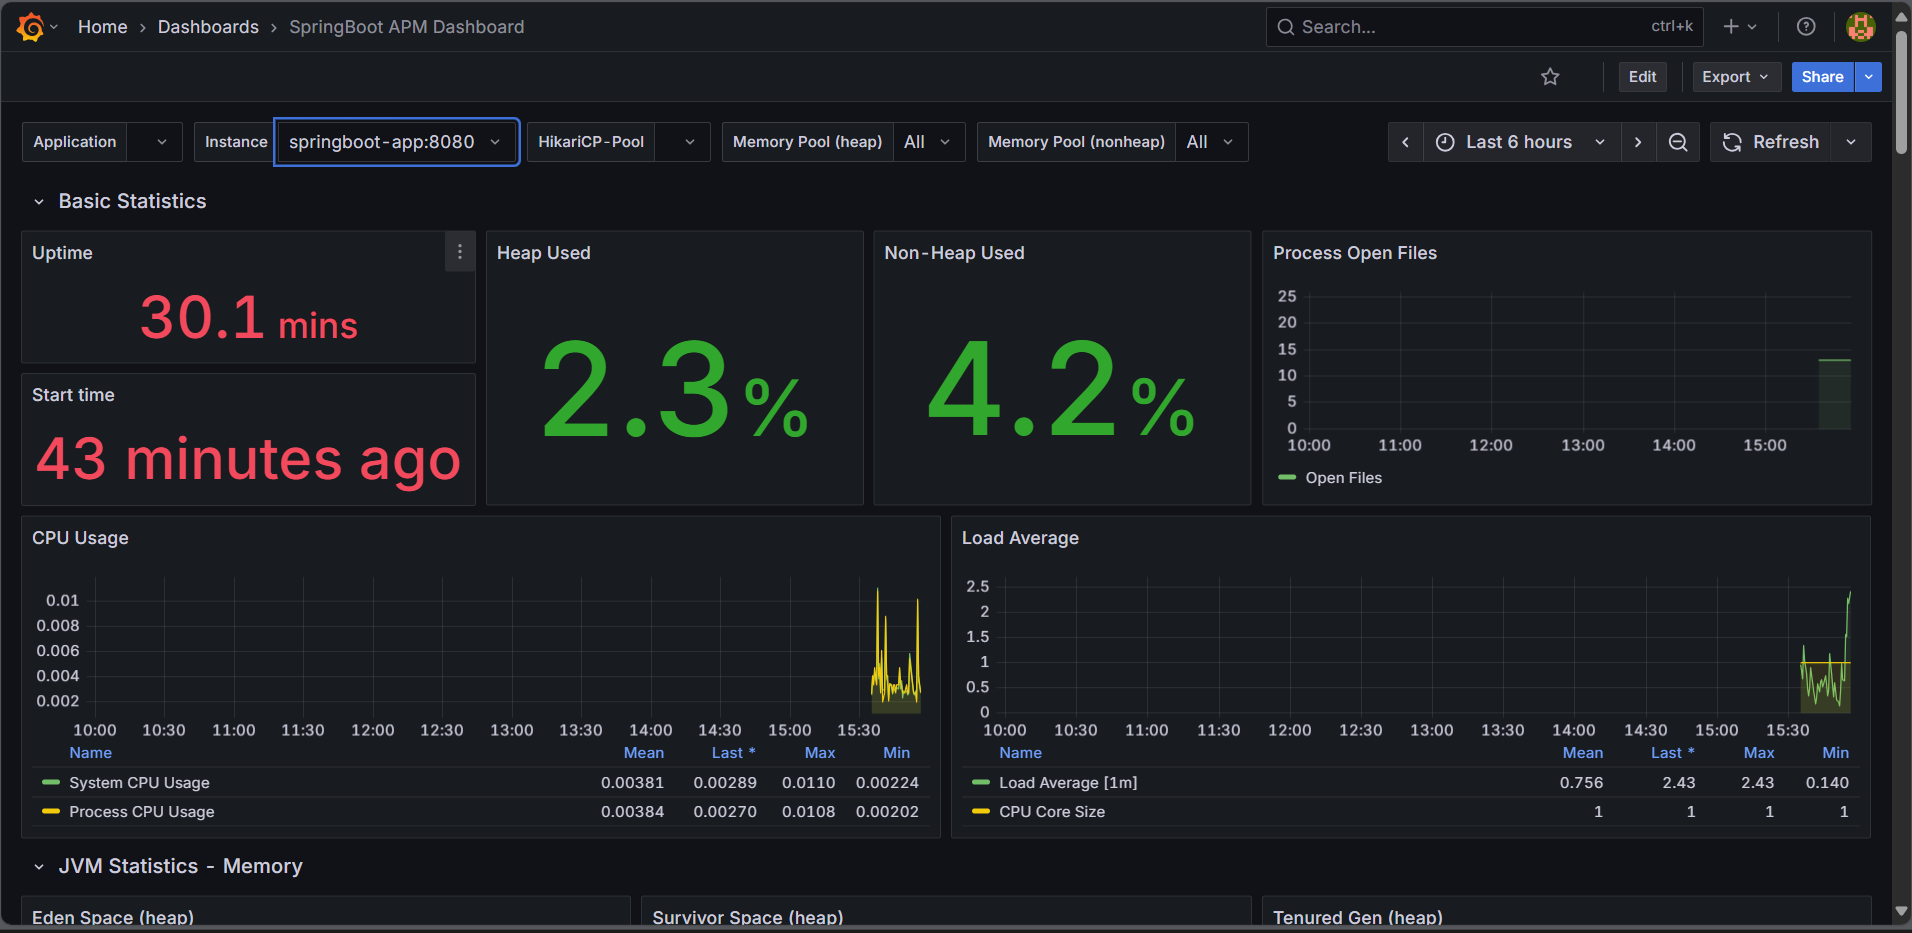 Home › Dashboards › SpringBoot APM Dashboard
Search... ctrl+k
Edit Export Share
Application Instance springboot-app:8080 HikariCP-Pool Memory Pool (heap) All Memory Pool (nonheap) All Last 6 hours Refresh
Basic Statistics
Uptime
30.1 mins
Start time
43 minutes ago
Heap Used
2.3%
Non-Heap Used
4.2%
Process Open Files
25
20
15
10
5
0
10:00 11:00 12:00 13:00 14:00 15:00
Open Files
CPU Usage
0.01
0.008
0.006
0.004
0.002
10:00 10:30 11:00 11:30 12:00 12:30 13:00 13:30 14:00 14:30 15:00 15:30
Name Mean Last * Max Min
System CPU Usage 0.00381 0.00289 0.0110 0.00224
Process CPU Usage 0.00384 0.00270 0.0108 0.00202
Load Average
2.5
2
1.5
1
0.5
0
10:00 10:30 11:00 11:30 12:00 12:30 13:00 13:30 14:00 14:30 15:00 15:30
Name Mean Last * Max Min
Load Average [1m] 0.756 2.43 2.43 0.140
CPU Core Size 1 1 1 1
JVM Statistics - Memory
Eden Space (heap)
Survivor Space (heap)
Tenured Gen (heap)